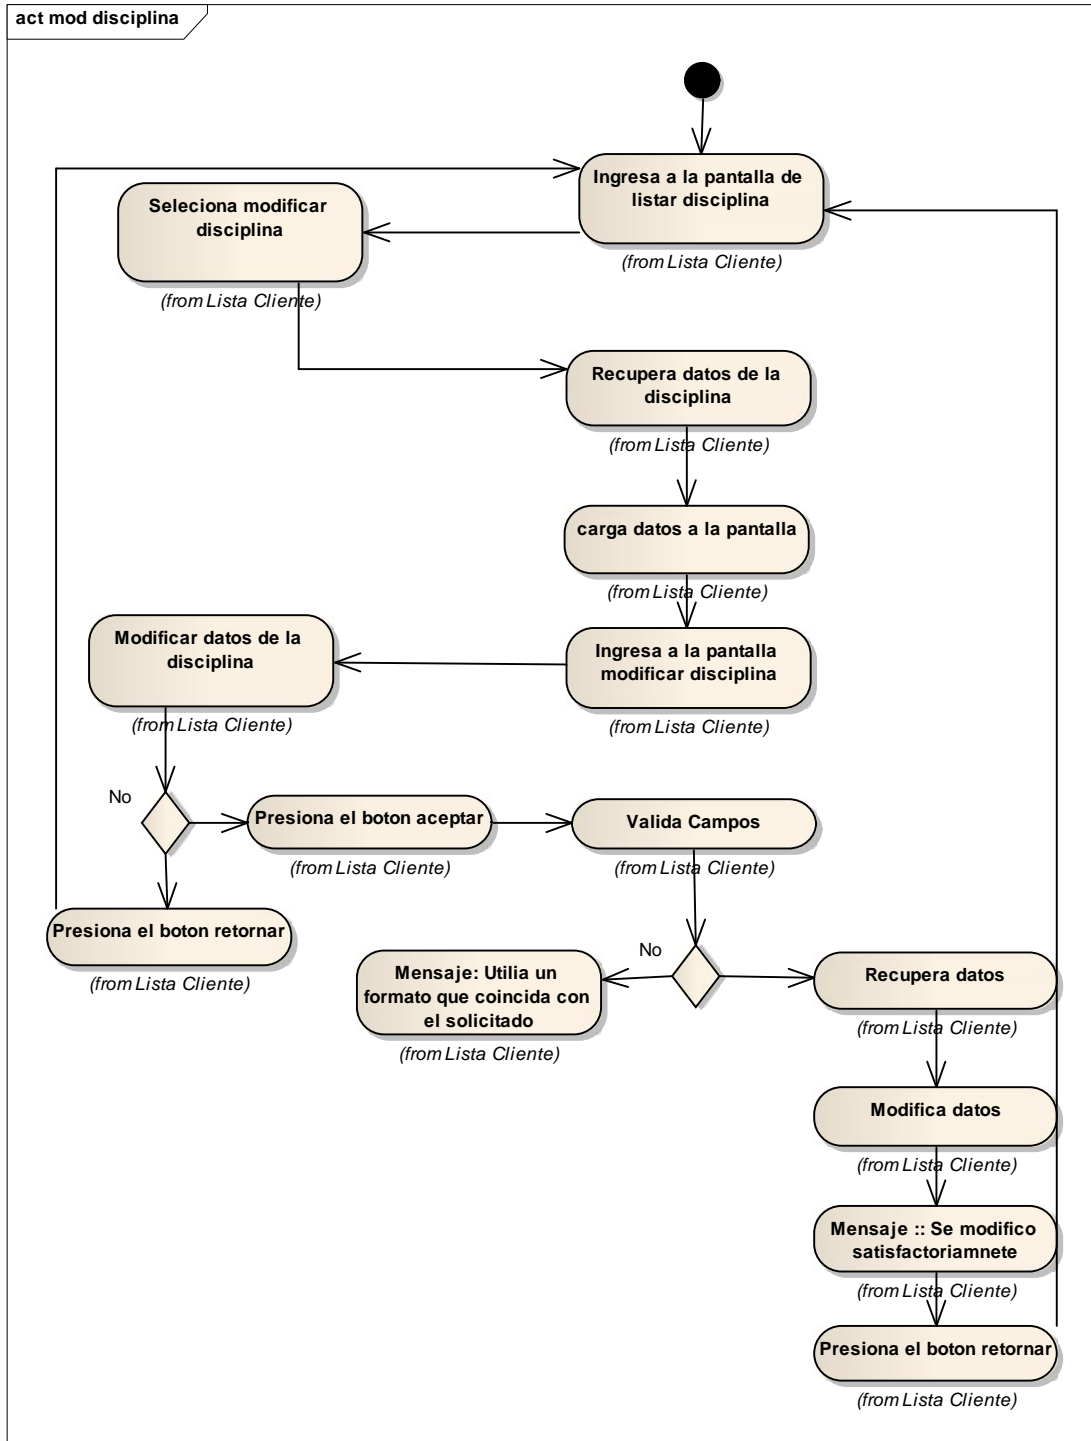 act mod disciplina
Ingresa a la pantalla de
listar disciplina
(from Lista Cliente)
Seleciona modificar
disciplina
(from Lista Cliente)
Recupera datos de la
disciplina
(from Lista Cliente)
carga datos a la pantalla
(from Lista Cliente)
Ingresa a la pantalla
modificar disciplina
(from Lista Cliente)
Modificar datos de la
disciplina
(from Lista Cliente)
No
Presiona el boton aceptar
(from Lista Cliente)
Valida Campos
(from Lista Cliente)
Presiona el boton retornar
(from Lista Cliente)
No
Mensaje: Utilia un
formato que coincida con
el solicitado
(from Lista Cliente)
Recupera datos
(from Lista Cliente)
Modifica datos
(from Lista Cliente)
Mensaje :: Se modifico
satisfactoriamnete
(from Lista Cliente)
Presiona el boton retornar
(from Lista Cliente)